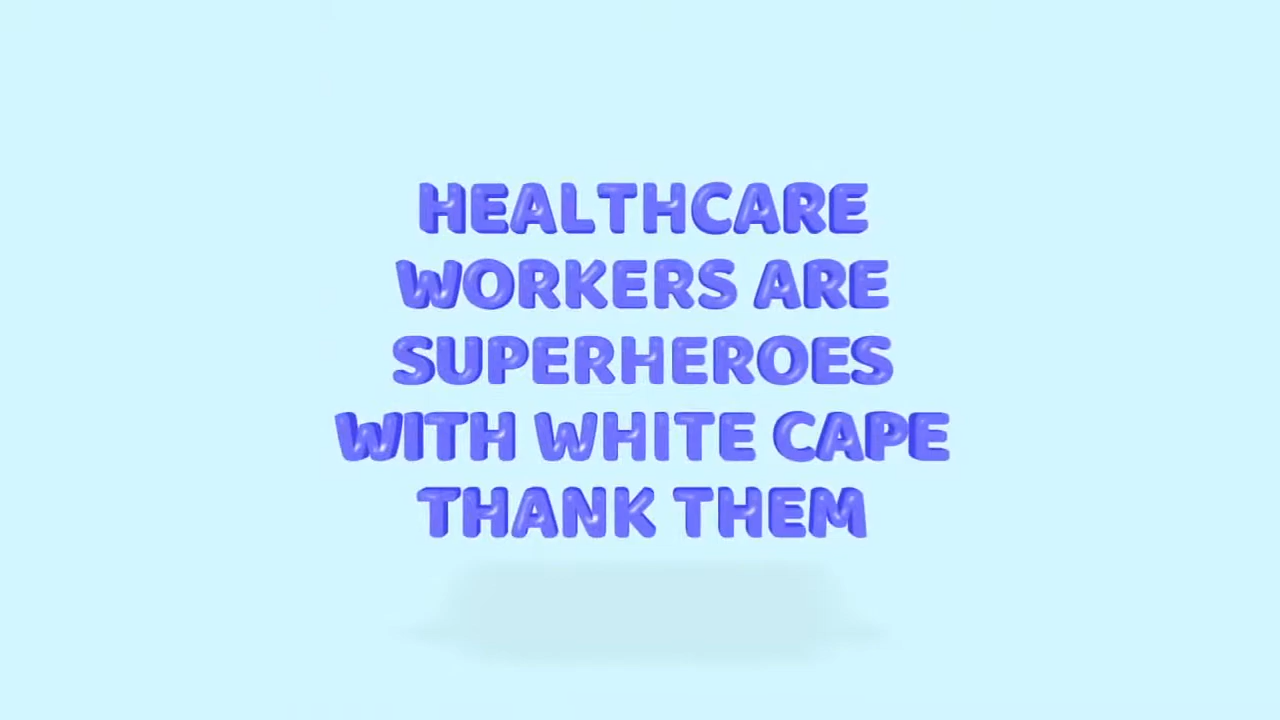 HEALTHCARE
WORKERS ARE
SUPERHEROES
WITH WHITE CAPE
THANK THEM